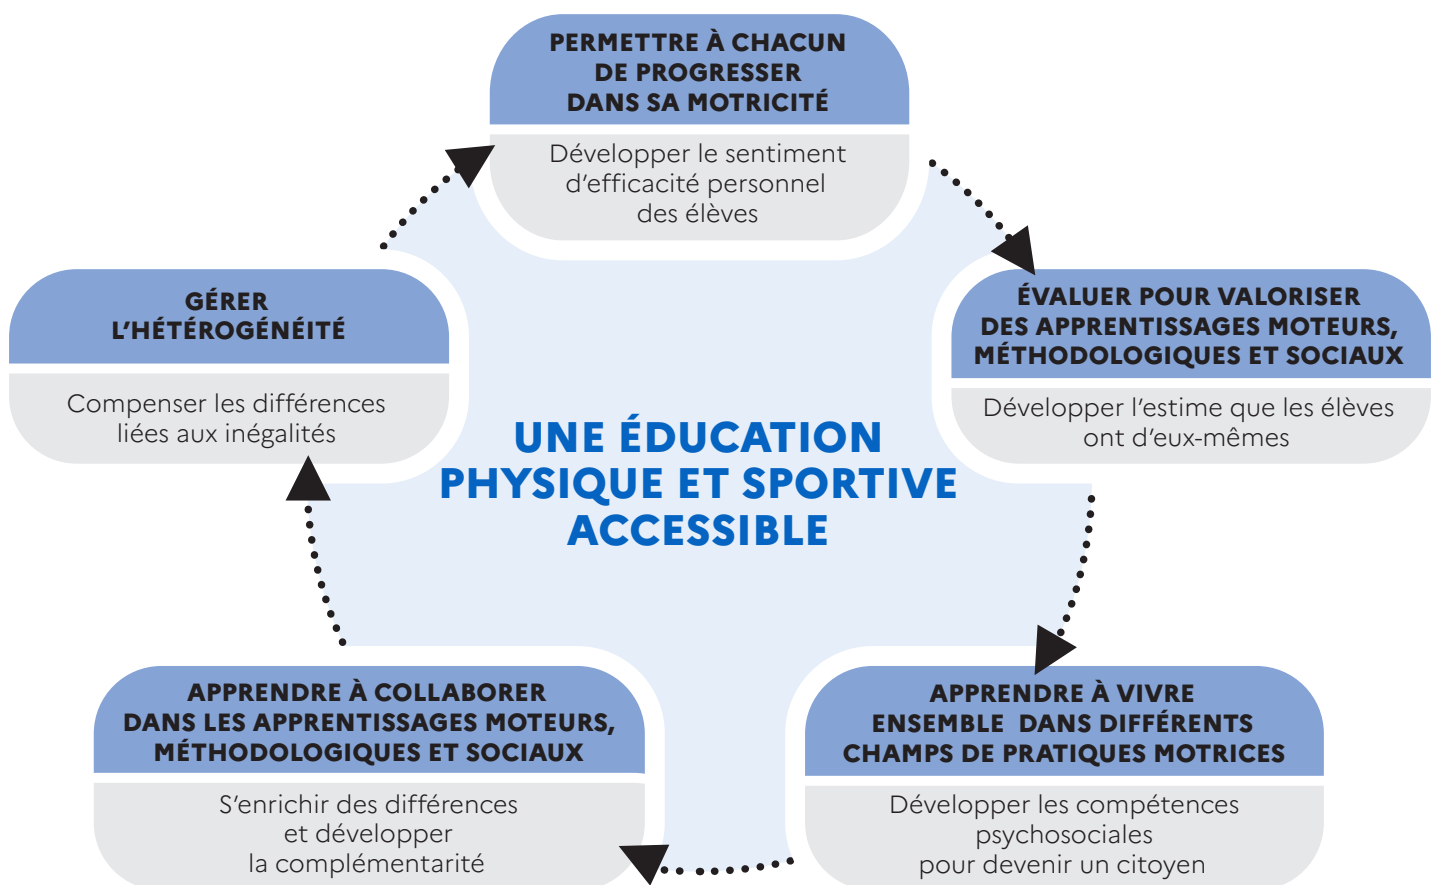 PERMETTRE À CHACUN
DE PROGRESSER
DANS SA MOTRICITÉ
Développer le sentiment
d'efficacité personnel
des élèves
ÉVALUER POUR VALORISER
DES APPRENTISSAGES MOTEURS,
MÉTHODOLOGIQUES ET SOCIAUX
Développer l'estime que les élèves
ont d'eux-mêmes
APPRENDRE À VIVRE
ENSEMBLE DANS DIFFÉRENTS
CHAMPS DE PRATIQUES MOTRICES
Développer les compétences
psychosociales
pour devenir un citoyen
APPRENDRE À COLLABORER
DANS LES APPRENTISSAGES MOTEURS,
MÉTHODOLOGIQUES ET SOCIAUX
S'enrichir des différences
et développer
la complémentarité
GÉRER
L'HÉTÉROGÉNÉITÉ
Compenser les différences
liées aux inégalités
UNE ÉDUCATION
PHYSIQUE ET SPORTIVE
ACCESSIBLE